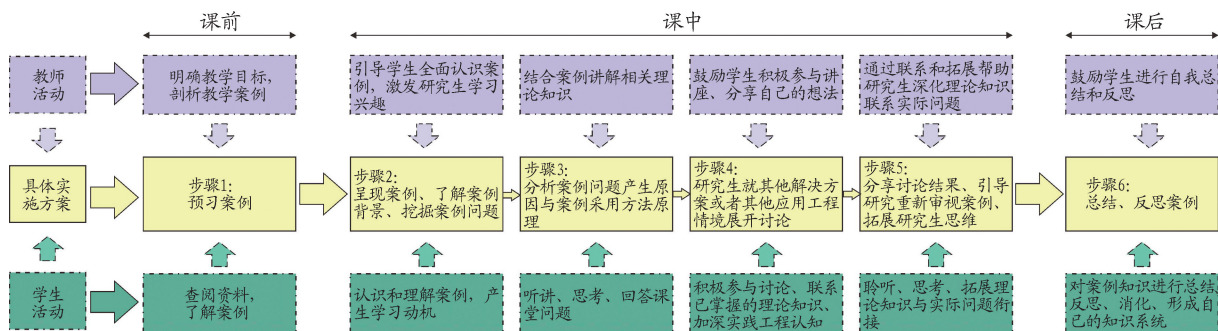 课前
课中
课后
教师
活动
明确教学目标，
剖析教学案例
引导学生全面认识案
例，激发研究生学习
兴趣
结合案例讲解相关理
论知识
鼓励学生积极参与讲
座、分享自己的想法
通过联系和拓展帮助
研究生深化理论知识
联系实际问题
鼓励学生进行自我总
结和反思
具体实
施方案
步骤1：
预习案例
步骤2：
呈现案例、了解案例
背景、挖掘案例问题
步骤3：
分析案例问题产生原
因与案例采用方法原理
步骤4：
研究生就其他解决方
案或者其他应用工程
情境展开讨论
步骤5：
分享讨论结果、引导
研究重新审视案例、
拓展研究生思维
步骤6：
总结、反思案例
学生
活动
查阅资料，
了解案例
认识和理解案例，产
生学习动机
听讲、思考、回答课
堂问题
积极参与讨论、联系
已掌握的理论知识、
加深实践工程认知
聆听、思考、拓展理
论知识与实际问题衔
接
对案例知识进行总结、
反思、消化、形成自
己的知识系统